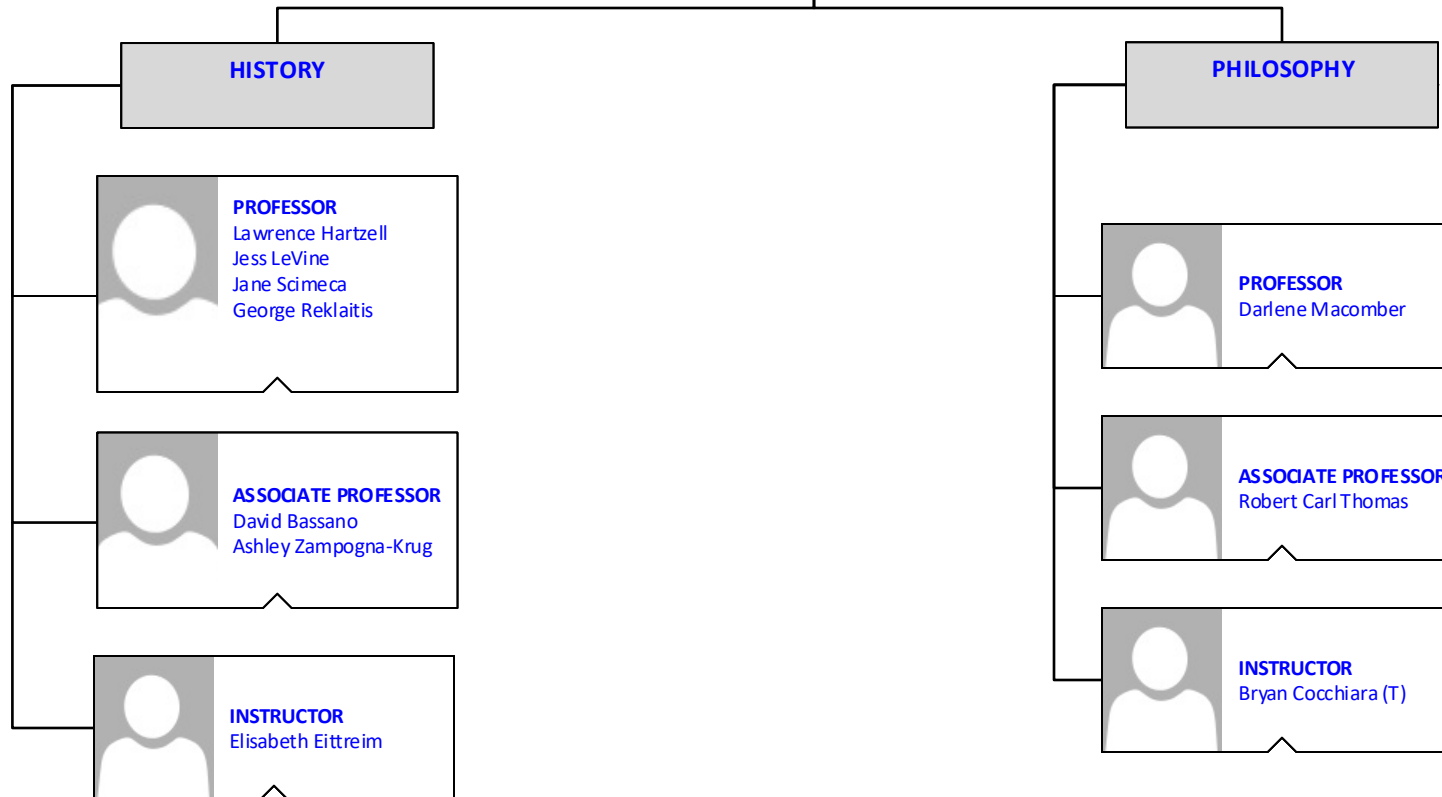 HISTORY
PROFESSOR
Lawrence Hartzell
Jess LeVine
Jane Scimeca
George Reklaitis
ASSOCIATE PROFESSOR
David Bassano
Ashley Zampogna-Krug
INSTRUCTOR
Elisabeth Eittreim
PHILOSOPHY
PROFESSOR
Darlene Macomber
ASSOCIATE PROFESSOR
Robert Carl Thomas
INSTRUCTOR
Bryan Cocchiara (T)